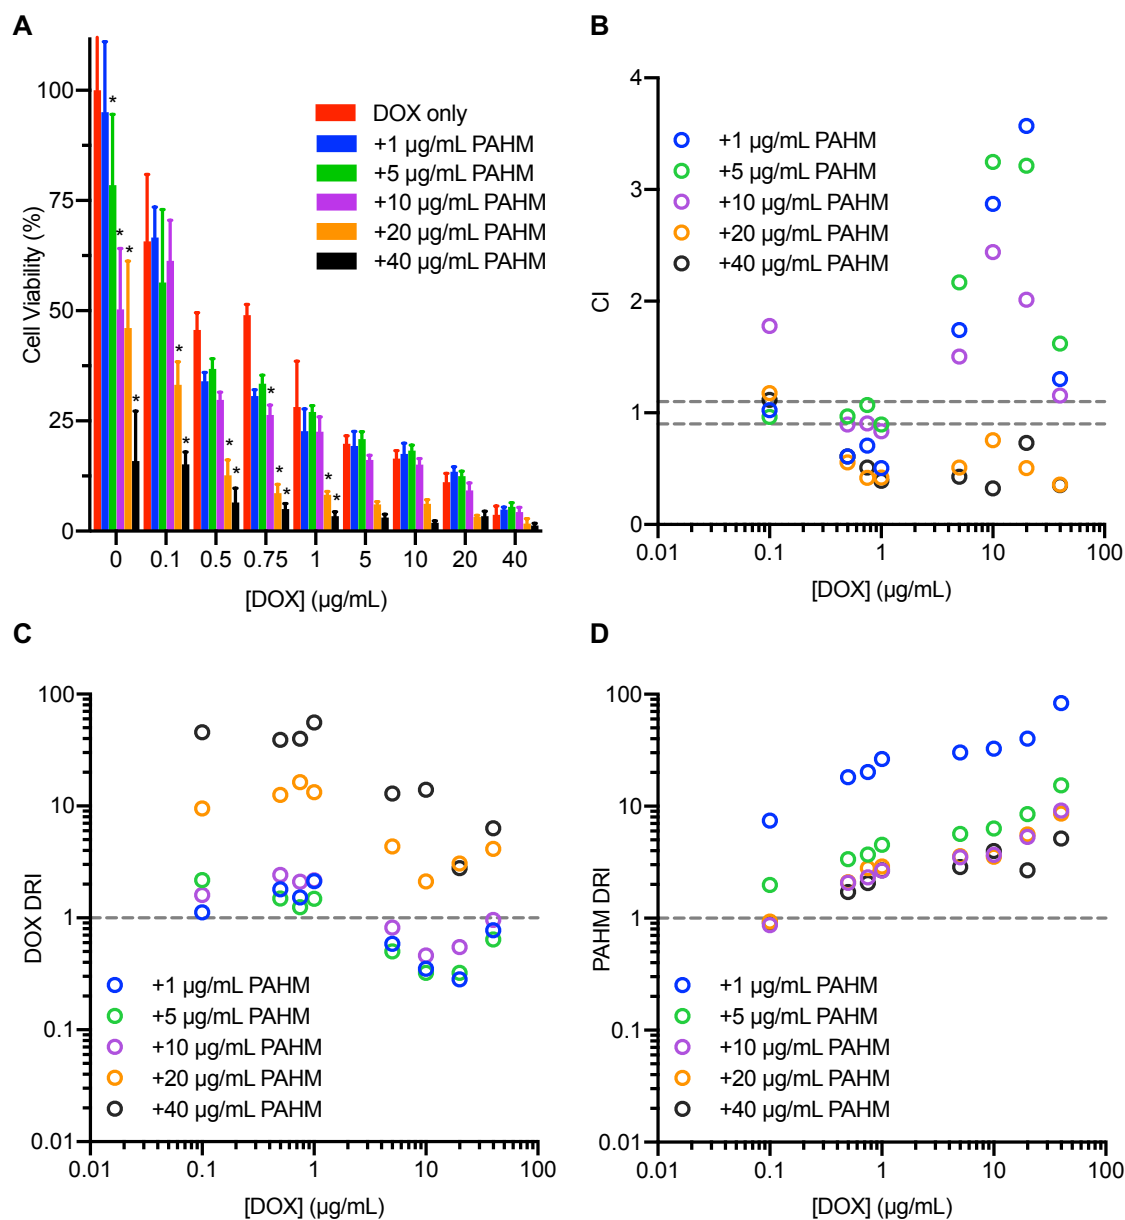 A
100
75
50
25
0
Cell Viability (%)
DOX only
+1 µg/mL PAHM
+5 µg/mL PAHM
+10 µg/mL PAHM
+20 µg/mL PAHM
+40 µg/mL PAHM
* * * *
*
*
* *
* * *
* *
0 0.1 0.5 0.75 1 5 10 20 40
[DOX] (µg/mL)
B
4
3
2
1
0
CI
+1 µg/mL PAHM
+5 µg/mL PAHM
+10 µg/mL PAHM
+20 µg/mL PAHM
+40 µg/mL PAHM
0.01 0.1 1 10 100
[DOX] (µg/mL)
C
100
10
1
0.1
0.01
DOX DRI
+1 µg/mL PAHM
+5 µg/mL PAHM
+10 µg/mL PAHM
+20 µg/mL PAHM
+40 µg/mL PAHM
0.01 0.1 1 10 100
[DOX] (µg/mL)
D
100
10
1
0.1
0.01
PAHM DRI
+1 µg/mL PAHM
+5 µg/mL PAHM
+10 µg/mL PAHM
+20 µg/mL PAHM
+40 µg/mL PAHM
0.01 0.1 1 10 100
[DOX] (µg/mL)